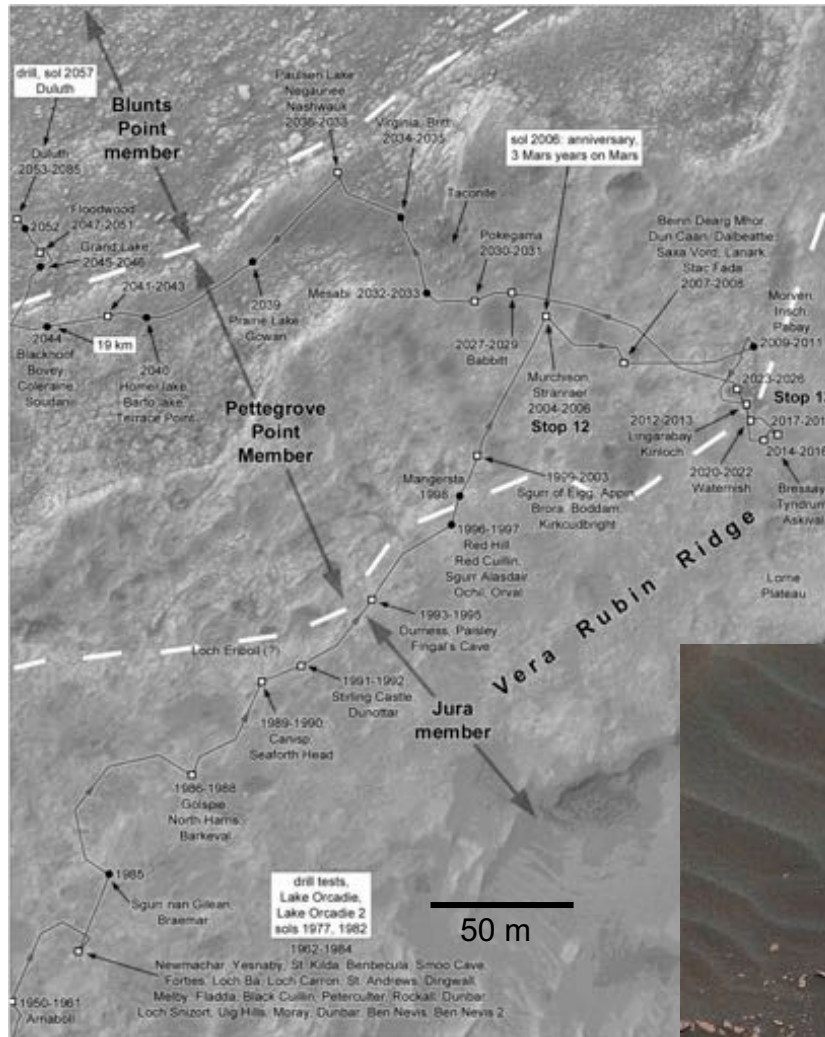 drill, sol 2057
Duluth
Blunts
Point
member
Paulsen Lake
Negaunee
Nashwauk
2036-2038
Virginia, Britt
2034-2035
sol 2006: anniversary,
3 Mars years on Mars
Duluth
2053-2085
2052
Floodwood
2047-2051
Grand Lake
2045-2046
Taconite
Pokegama
2030-2031
Beinn Dearg Mhor,
Dun Caan, Dalbeattie,
Saxa Vord, Lanark,
Stac Fada
2007-2008
2041-2043
2039
Prairie Lake
Gowan
Mesabi 2032-2033
Morven
Insch
Pabay
2009-2011
2044
Blackhoof
Bovey,
Coleraine,
Soudan
19 km
2040
Homer lake,
Barto lake,
Terrace Point
2027-2029
Babbitt
Murchison
Stranraer
2004-2006
Stop 12
2023-2026
Stop 13
2012-2013
Lingarabay
Kinloch
2017-201
2014-2016
2020-2022
Waternish
Bressay
Tyndrum
Askival
Pettegrove
Point
Member
Mangersta
1998
1999-2003
Sgurr of Eigg, Appin,
Brora, Boddam,
Kirkcudbright
1996-1997
Red Hill
Red Cuillin,
Sgurr Alasdair,
Ochil, Orval
Vera Rubin Ridge
Lorne
Plateau
1993-1995
Durness, Paisley
Fingal's Cave
Loch Eriboll (?)
1991-1992
Stirling Castle
Dunottar
Jura
member
1989-1990
Canisp,
Seaforth Head
1986-1988
Golspie
North Harris
Barkeval
1985
Sgurr nan Gilean,
Braemar
drill tests,
Lake Orcadie,
Lake Orcadie 2
sols 1977, 1982
50 m
1962-1984
Newmachar, Yesnaby, St. Kilda, Benbecula, Smoo Cave,
Forties, Loch Ba, Loch Carron, St. Andrews, Dingwall,
Melby, Fladda, Black Cuillin, Peterculter, Rockall, Dunbar,
Loch Snizort, Uig Hills, Moray, Dunbar, Ben Nevis, Ben Nevis 2
1950-1961
Arnaboll